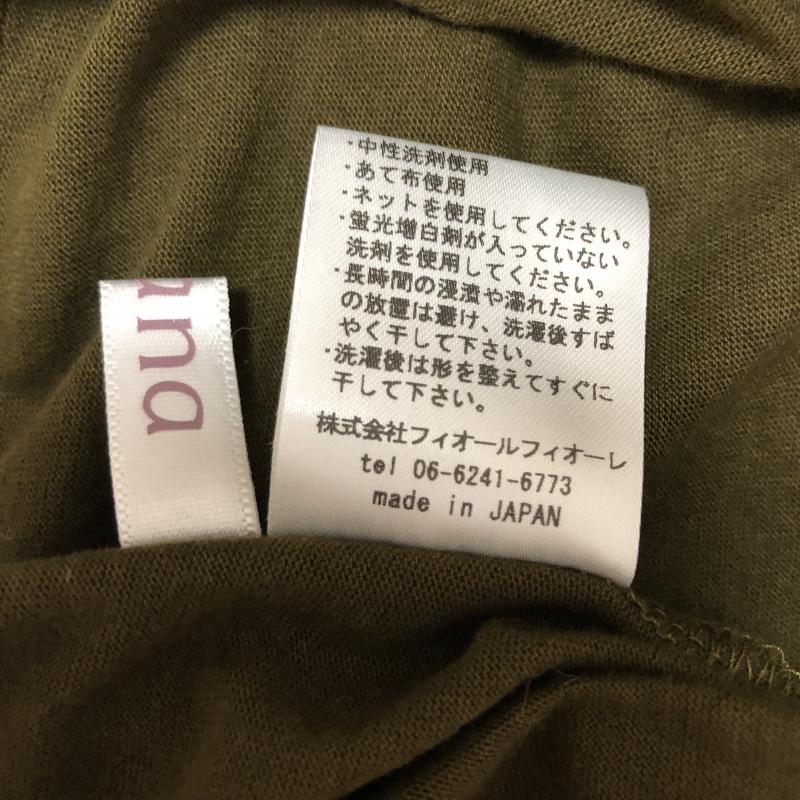 ・中性洗剤使用
・あて布使用
・ネットを使用してください。
・蛍光増白剤が入っていない
洗剤を使用してください。
・長時間の浸漬や濡れたまま
の放置は避け、洗濯後すば
やく干して下さい。
・洗濯後は形を整えてすぐに
干して下さい。
株式会社フィオールフィオーレ
tel 06-6241-6773
made in JAPAN
una